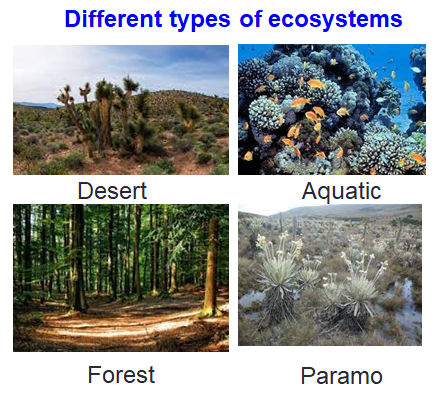 Different types of ecosystems
Desert
Aquatic
Forest
Paramo